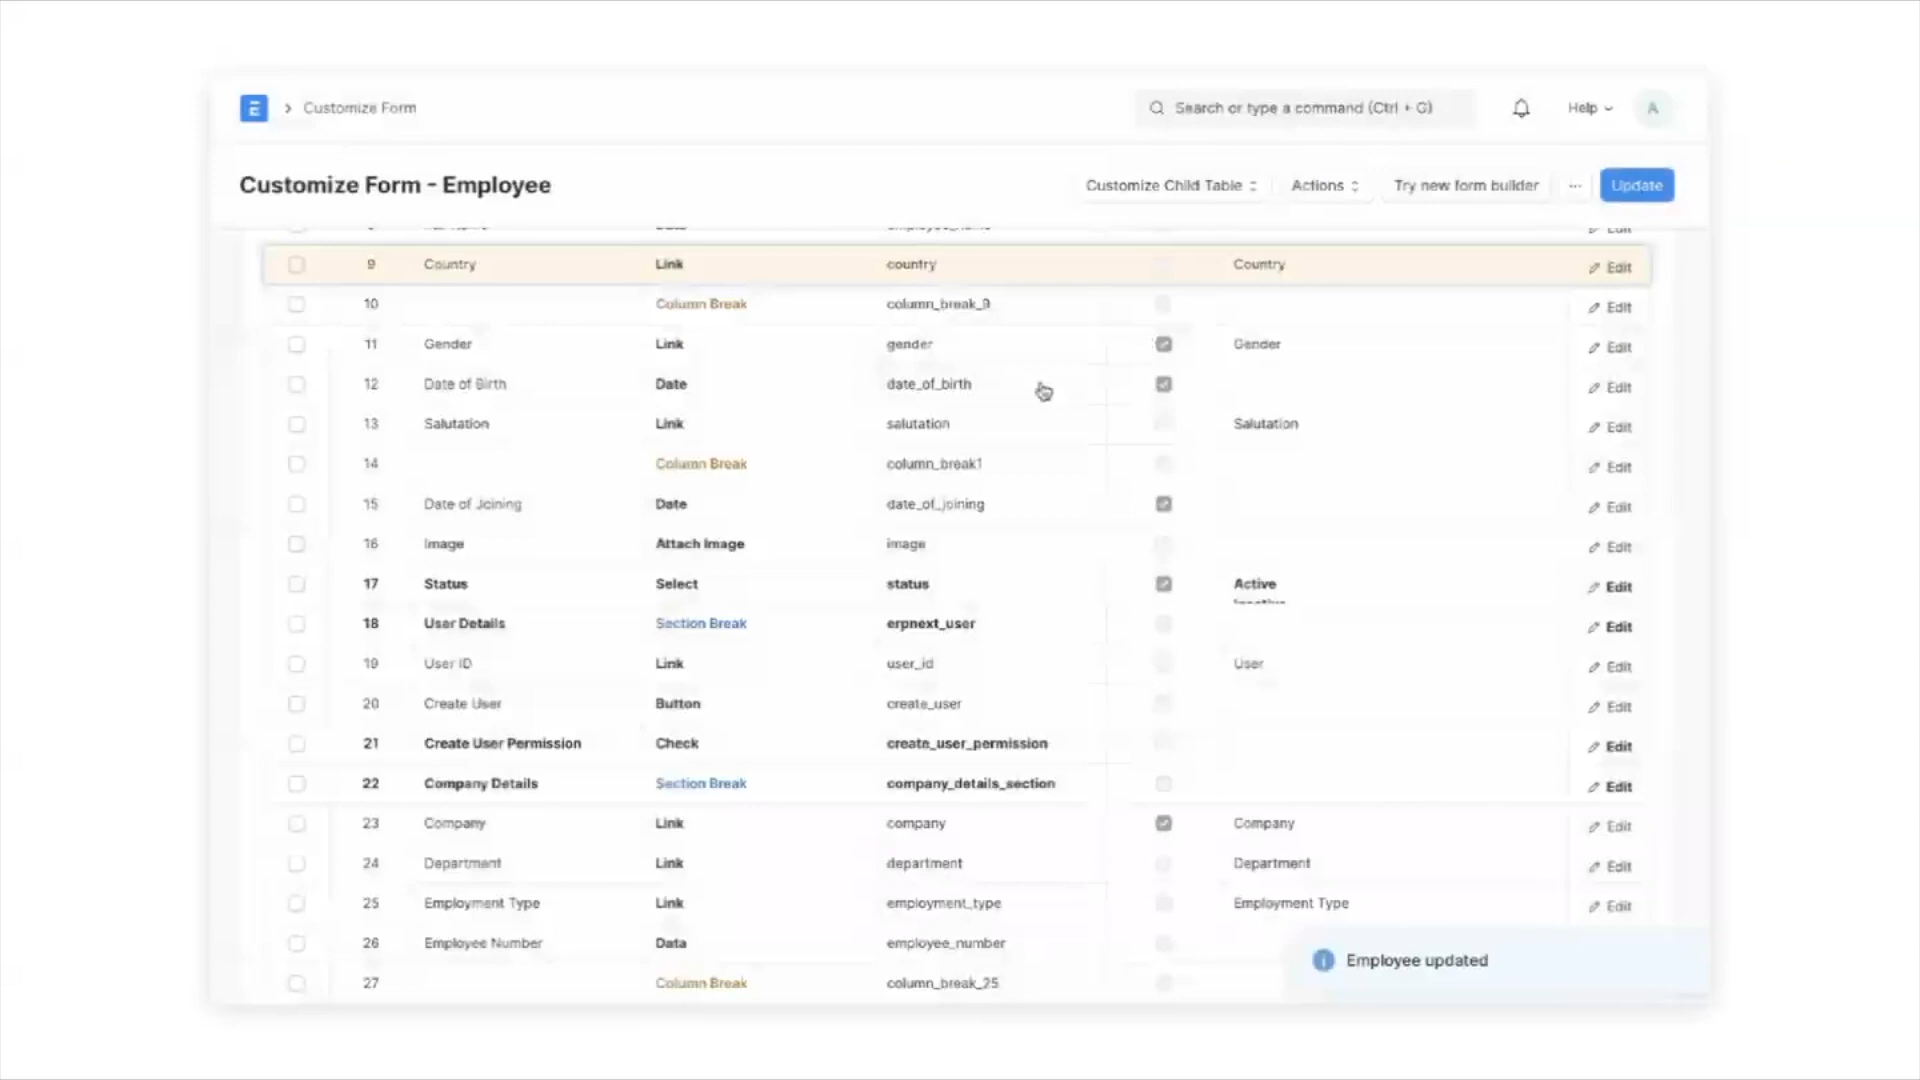 Customize Form
Search or type a command (Ctrl + G)
Help
A
Customize Form - Employee
Customize Child Table
Actions
Try new form builder
...
Update
9 Country Link country Country Edit
10 Column Break column_break_9 Edit
11 Gender Link gender Gender Edit
12 Date of Birth Date date_of_birth Edit
13 Salutation Link salutation Salutation Edit
14 Column Break column_break1 Edit
15 Date of Joining Date date_of_joining Edit
16 Image Attach Image image Edit
17 Status Select status Active Edit
18 User Details Section Break erpnext_user Edit
19 User ID Link user_id User Edit
20 Create User Button create_user Edit
21 Create User Permission Check create_user_permission Edit
22 Company Details Section Break company_details_section Edit
23 Company Link company Company Edit
24 Department Link department Department Edit
25 Employment Type Link employment_type Employment Type Edit
26 Employee Number Data employee_number
27 Column Break column_break_25
Employee updated